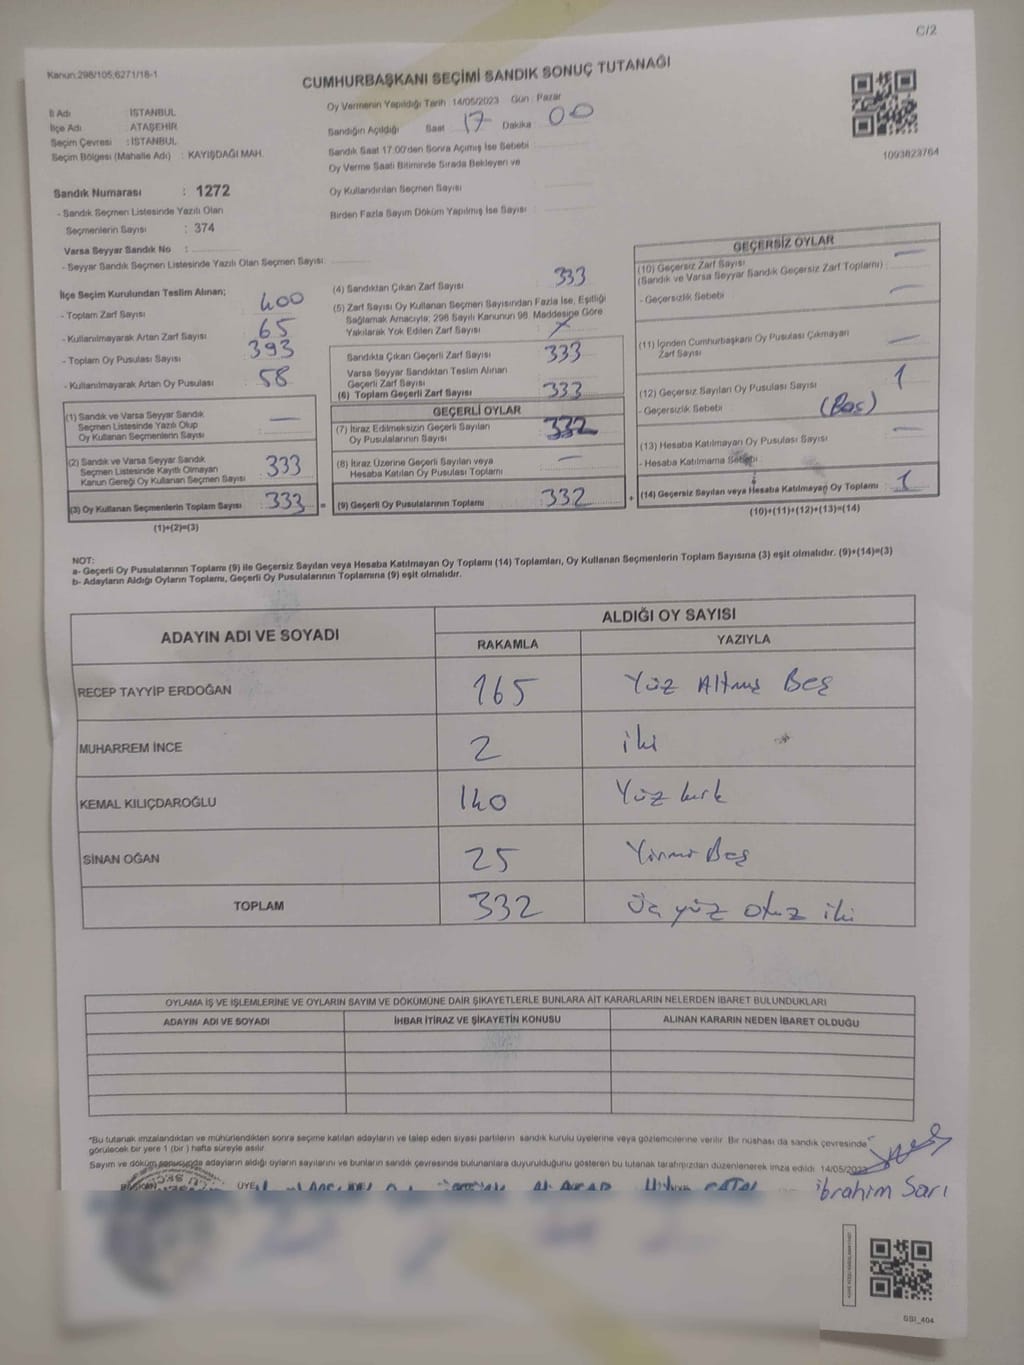 C/2
Kanun:298/105,6271/18-1
CUMHURBAŞKANI SEÇİMİ SANDIK SONUÇ TUTANAĞI
İl Adı : İSTANBUL
İlçe Adı : ATAŞEHİR
Seçim Çevresi : İSTANBUL
Seçim Bölgesi (Mahalle Adı) : KAYIŞDAĞI MAH.
Oy Vermenin Yapıldığı Tarih :14/05/2023 Gün : Pazar
Sandığın Açıldığı Saat 17 Dakika 00
Sandık Saat 17.00'den Sonra Açımış İse Sebebi :
Oy Verme Saati Bitiminde Sırada Bekleyen ve
Oy Kullandırılan Seçmen Sayısı
Birden Fazla Sayım Döküm Yapılmış İse Sayısı :
1093823764
Sandık Numarası : 1272
- Sandık Seçmen Listesinde Yazılı Olan
Seçmenlerin Sayısı : 374
Varsa Seyyar Sandık No :
- Seyyar Sandık Seçmen Listesinde Yazılı Olan Seçmen Sayısı:
İlçe Seçim Kurulundan Teslim Alınan;
- Toplam Zarf Sayısı : 400
- Kullanılmayarak Artan Zarf Sayısı : 65
- Toplam Oy Pusulası Sayısı : 393
- Kullanılmayarak Artan Oy Pusulası : 58
(1) Sandık ve Varsa Seyyar Sandık
Seçmen Listesinde Yazılı Olup
Oy Kullanan Seçmenlerin Sayısı : —
(2) Sandık ve Varsa Seyyar Sandık
Seçmen Listesinde Kayıtlı Olmayan
Kanun Gereği Oy Kullanan Seçmen Sayısı : 333
(3) Oy Kullanan Seçmenlerin Toplam Sayısı : 333 =
(1)+(2)=(3)
(4) Sandıktan Çıkan Zarf Sayısı : 333
(5) Zarf Sayısı Oy Kullanan Seçmen Sayısından Fazla İse, Eşitliği
Sağlamak Amacıyla; 298 Sayılı Kanunun 98. Maddesine Göre
Yakılarak Yok Edilen Zarf Sayısı : X
Sandıkta Çıkan Geçerli Zarf Sayısı : 333
Varsa Seyyar Sandıktan Teslim Alınan
Geçerli Zarf Sayısı :
(6) Toplam Geçerli Zarf Sayısı : 333
GEÇERLİ OYLAR
(7) İtiraz Edilmeksizin Geçerli Sayılan
Oy Pusulalarının Sayısı : 332
(8) İtiraz Üzerine Geçerli Sayılan veya
Hesaba Katılan Oy Pusulası Toplamı : —
(9) Geçerli Oy Pusulalarının Toplamı : 332 +
GEÇERSİZ OYLAR
(10) Geçersiz Zarf Sayısı : —
(Sandık ve Varsa Seyyar Sandık Geçersiz Zarf Toplamı)
- Geçersizlik Sebebi : —
(11) İçinden Cumhurbaşkanı Oy Pusulası Çıkmayan
Zarf Sayısı : —
(12) Geçersiz Sayılan Oy Pusulası Sayısı : 1
- Geçersizlik Sebebi : (Boş)
(13) Hesaba Katılmayan Oy Pusulası Sayısı : —
- Hesaba Katılmama Sebebi :
(14) Geçersiz Sayılan veya Hesaba Katılmayan Oy Toplamı : 1
(10)+(11)+(12)+(13)=(14)
NOT:
a- Geçerli Oy Pusulalarının Toplamı (9) ile Geçersiz Sayılan veya Hesaba Katılmayan Oy Toplamı (14) Toplamları, Oy Kullanan Seçmenlerin Toplam Sayısına (3) eşit olmalıdır. (9)+(14)=(3)
b- Adayların Aldığı Oyların Toplamı, Geçerli Oy Pusulalarının Toplamına (9) eşit olmalıdır.
ADAYIN ADI VE SOYADI ALDIĞI OY SAYISI
RAKAMLA YAZIYLA
RECEP TAYYİP ERDOĞAN 165 Yüz Altmış Beş
MUHARREM İNCE 2 iki
KEMAL KILIÇDAROĞLU 140 Yüz kırk
SİNAN OĞAN 25 Yirmi Beş
TOPLAM 332 Üç yüz otuz iki
OYLAMA İŞ VE İŞLEMLERİNE VE OYLARIN SAYIM VE DÖKÜMÜNE DAİR ŞİKAYETLERLE BUNLARA AİT KARARLARIN NELERDEN İBARET BULUNDUKLARI
ADAYIN ADI VE SOYADI İHBAR İTİRAZ VE ŞİKAYETİN KONUSU ALINAN KARARIN NEDEN İBARET OLDUĞU
"Bu tutanak imzalandıktan ve mühürlendikten sonra seçime katılan adayların ve talep eden siyasi partilerin sandık kurulu üyelerine veya gözlemcilerine verilir. Bir nüshası da sandık çevresinde
görülecek bir yere 1 (bir) hafta süreyle asılır."
Sayım ve döküm sonucunda adayların aldığı oyların sayılarını ve bunların sandık çevresinde bulunanlara duyurulduğunu gösteren bu tutanak tarafımızdan düzenlenerek imza edildi. 14/05/2023
BAŞKAN ÜYE
ibrahim Sarı
SSI_404